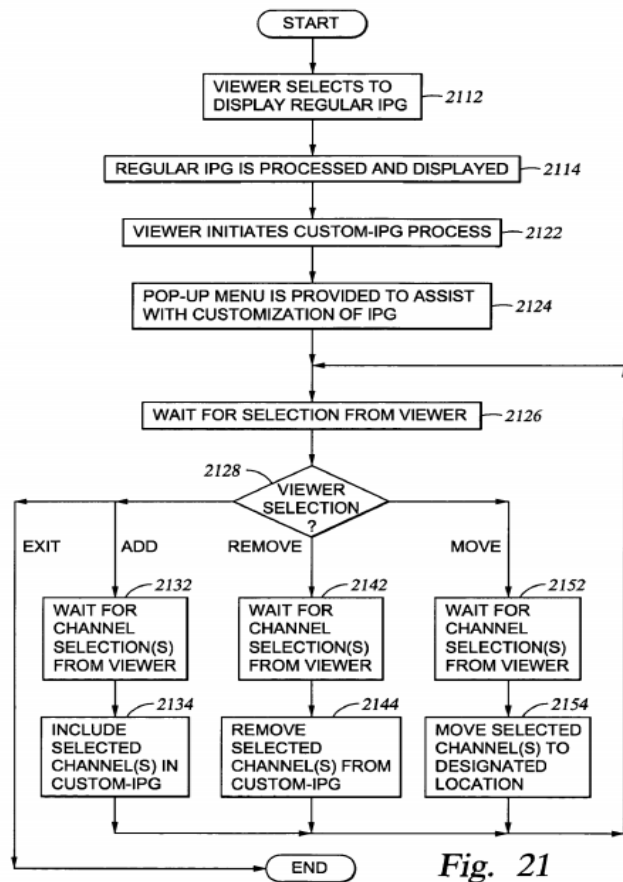 START
VIEWER SELECTS TO
DISPLAY REGULAR IPG
2112
REGULAR IPG IS PROCESSED AND DISPLAYED
2114
VIEWER INITIATES CUSTOM-IPG PROCESS
2122
POP-UP MENU IS PROVIDED TO ASSIST
WITH CUSTOMIZATION OF IPG
2124
WAIT FOR SELECTION FROM VIEWER
2126
2128
VIEWER
SELECTION
?
EXIT
ADD
REMOVE
MOVE
2132
WAIT FOR
CHANNEL
SELECTION(S)
FROM VIEWER
2142
WAIT FOR
CHANNEL
SELECTION(S)
FROM VIEWER
2152
WAIT FOR
CHANNEL
SELECTION(S)
FROM VIEWER
2134
INCLUDE
SELECTED
CHANNEL(S) IN
CUSTOM-IPG
2144
REMOVE
SELECTED
CHANNEL(S) FROM
CUSTOM-IPG
2154
MOVE SELECTED
CHANNEL(S) TO
DESIGNATED
LOCATION
END
Fig. 21